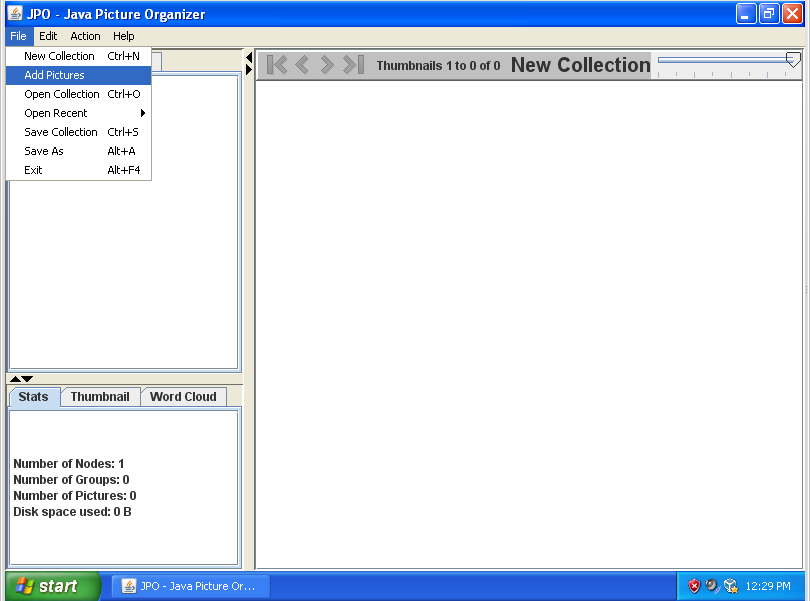 JPO - Java Picture Organizer
File Edit Action Help
New Collection Ctrl+N
Add Pictures
Open Collection Ctrl+O
Open Recent
Save Collection Ctrl+S
Save As Alt+A
Exit Alt+F4
Thumbnails 1 to 0 of 0 New Collection
Stats Thumbnail Word Cloud
Number of Nodes: 1
Number of Groups: 0
Number of Pictures: 0
Disk space used: 0 B
start JPO - Java Picture Or... 12:29 PM